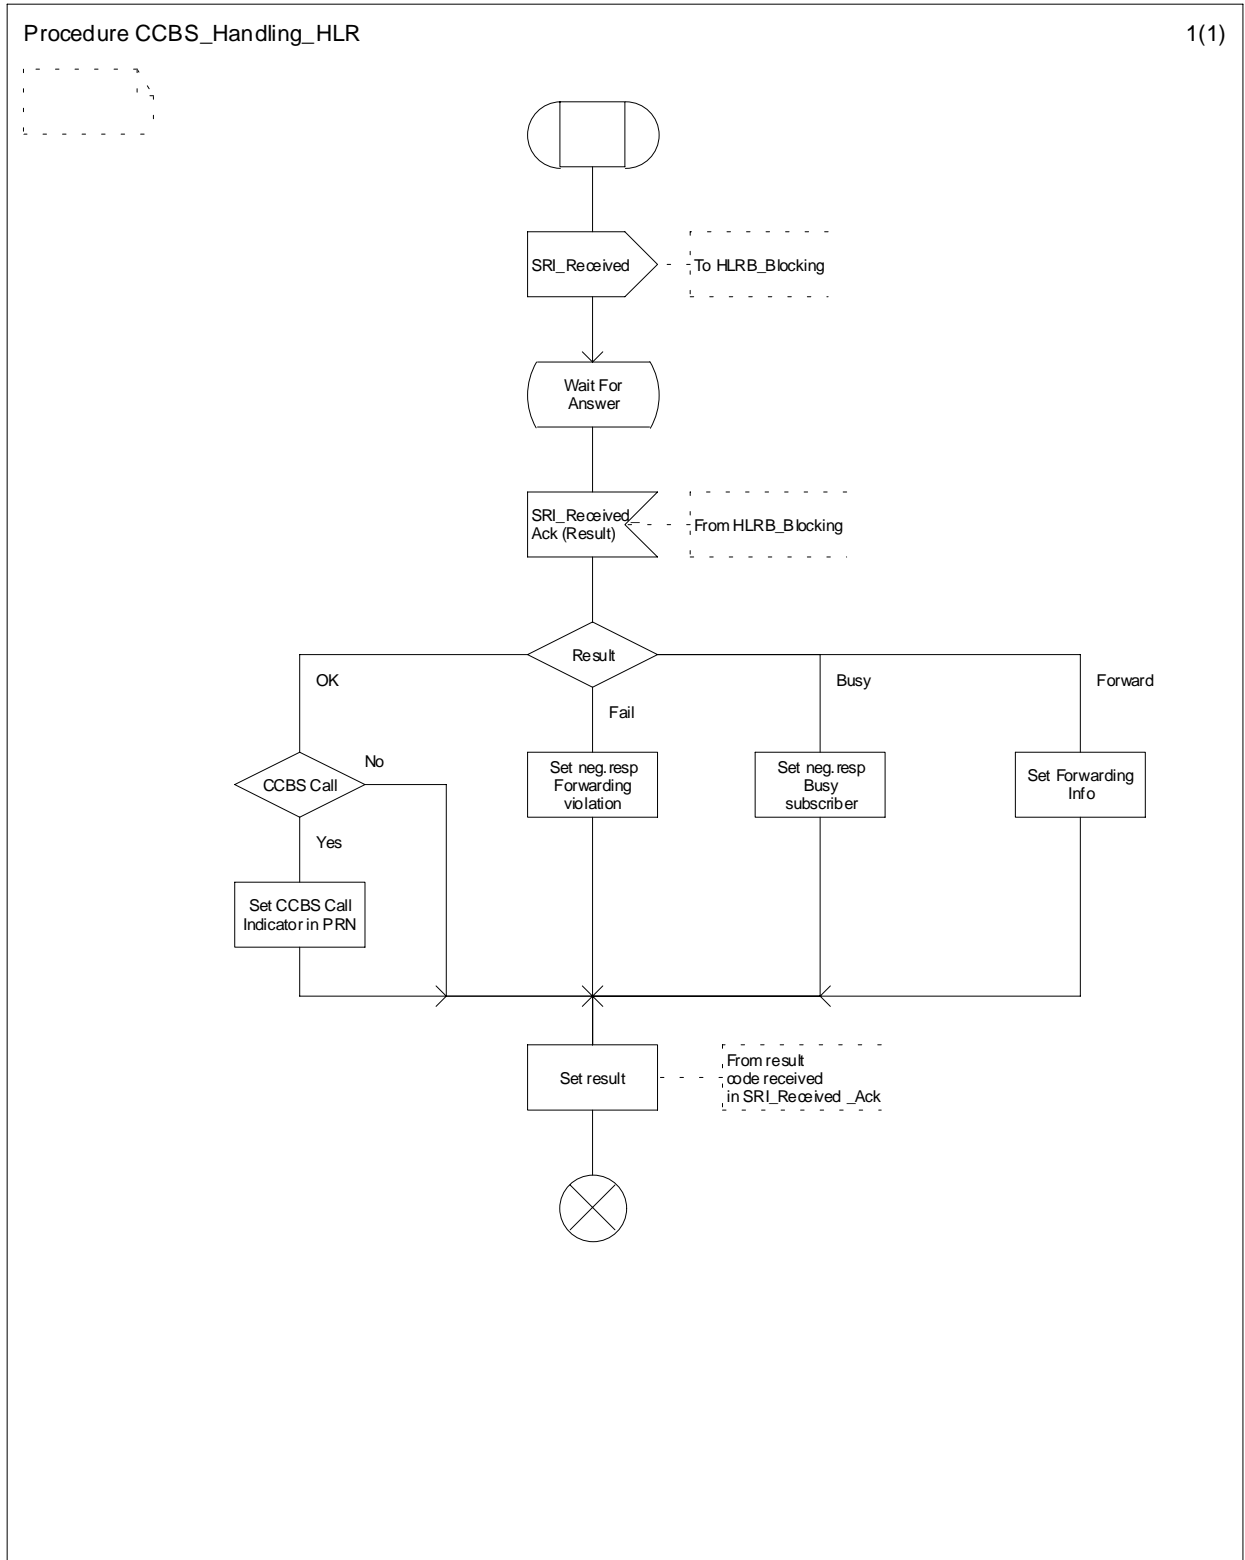 Procedure CCBS_Handling_HLR
1(1)
SRI_Received
To HLRB_Blocking
Wait For
Answer
SRI_Received_
Ack (Result)
From HLRB_Blocking
Result
OK
Fail
Busy
Forward
CCBS Call
No
Yes
Set neg.resp
Forwarding
violation
Set neg.resp
Busy
subscriber
Set Forwarding
Info
Set CCBS Call
Indicator in PRN
Set result
From result
code received
in SRI_Received _Ack